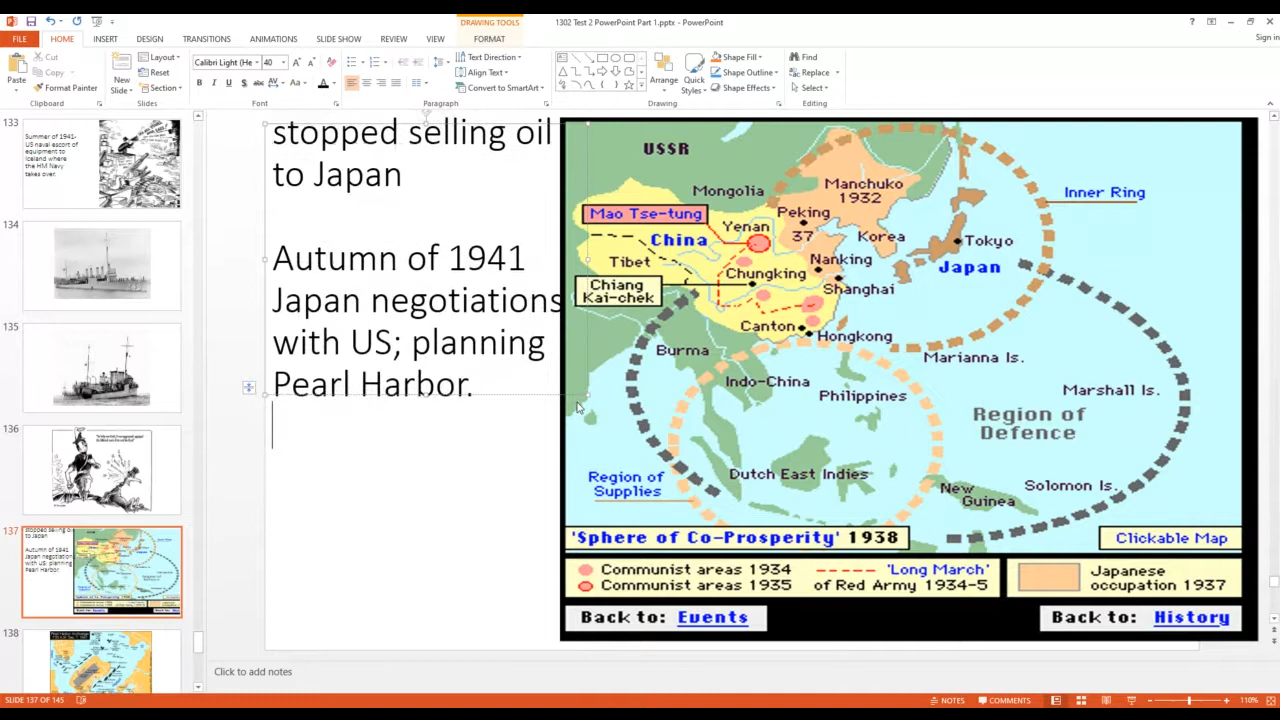 1302 Test 2 PowerPoint Part 1.pptx - PowerPoint
DRAWING TOOLS
Sign in
FILE HOME INSERT DESIGN TRANSITIONS ANIMATIONS SLIDE SHOW REVIEW VIEW FORMAT
Paste
Cut
Copy
Format Painter
Clipboard
New
Slide
Layout
Reset
Section
Slides
Calibri Light (He
40
Font
Text Direction
Align Text
Convert to SmartArt
Paragraph
Arrange
Quick
Styles
Shape Fill
Shape Outline
Shape Effects
Drawing
Find
Replace
Select
Editing
133
Summer of 1941-
US naval escort of
equipment to
Iceland where
the HM Navy
takes over.
134
135
136
137
stopped selling oil
to Japan
Autumn of 1941
Japan negotiations
with US; planning
Pearl Harbor.
138
stopped selling oil
to Japan
Autumn of 1941
Japan negotiations
with US; planning
Pearl Harbor.
USSR
Mongolia
Manchuko
1932
Inner Ring
Mao Tse-tung
Peking
37
Yenan
China
Korea
Tokyo
Japan
Tibet
Nanking
Chungking
Shanghai
Chiang
Kai-chek
Canton
Hongkong
Burma
Marianna Is.
Indo-China
Philippines
Marshall Is.
Region of
Defence
Region of
Supplies
Dutch East Indies
New
Guinea
Solomon Is.
'Sphere of Co-Prosperity' 1938
Clickable Map
Communist areas 1934
'Long March'
Communist areas 1935
of Red Army 1934-5
Japanese
occupation 1937
Back to: Events
Back to: History
Click to add notes
SLIDE 137 OF 145
NOTES
COMMENTS
110%